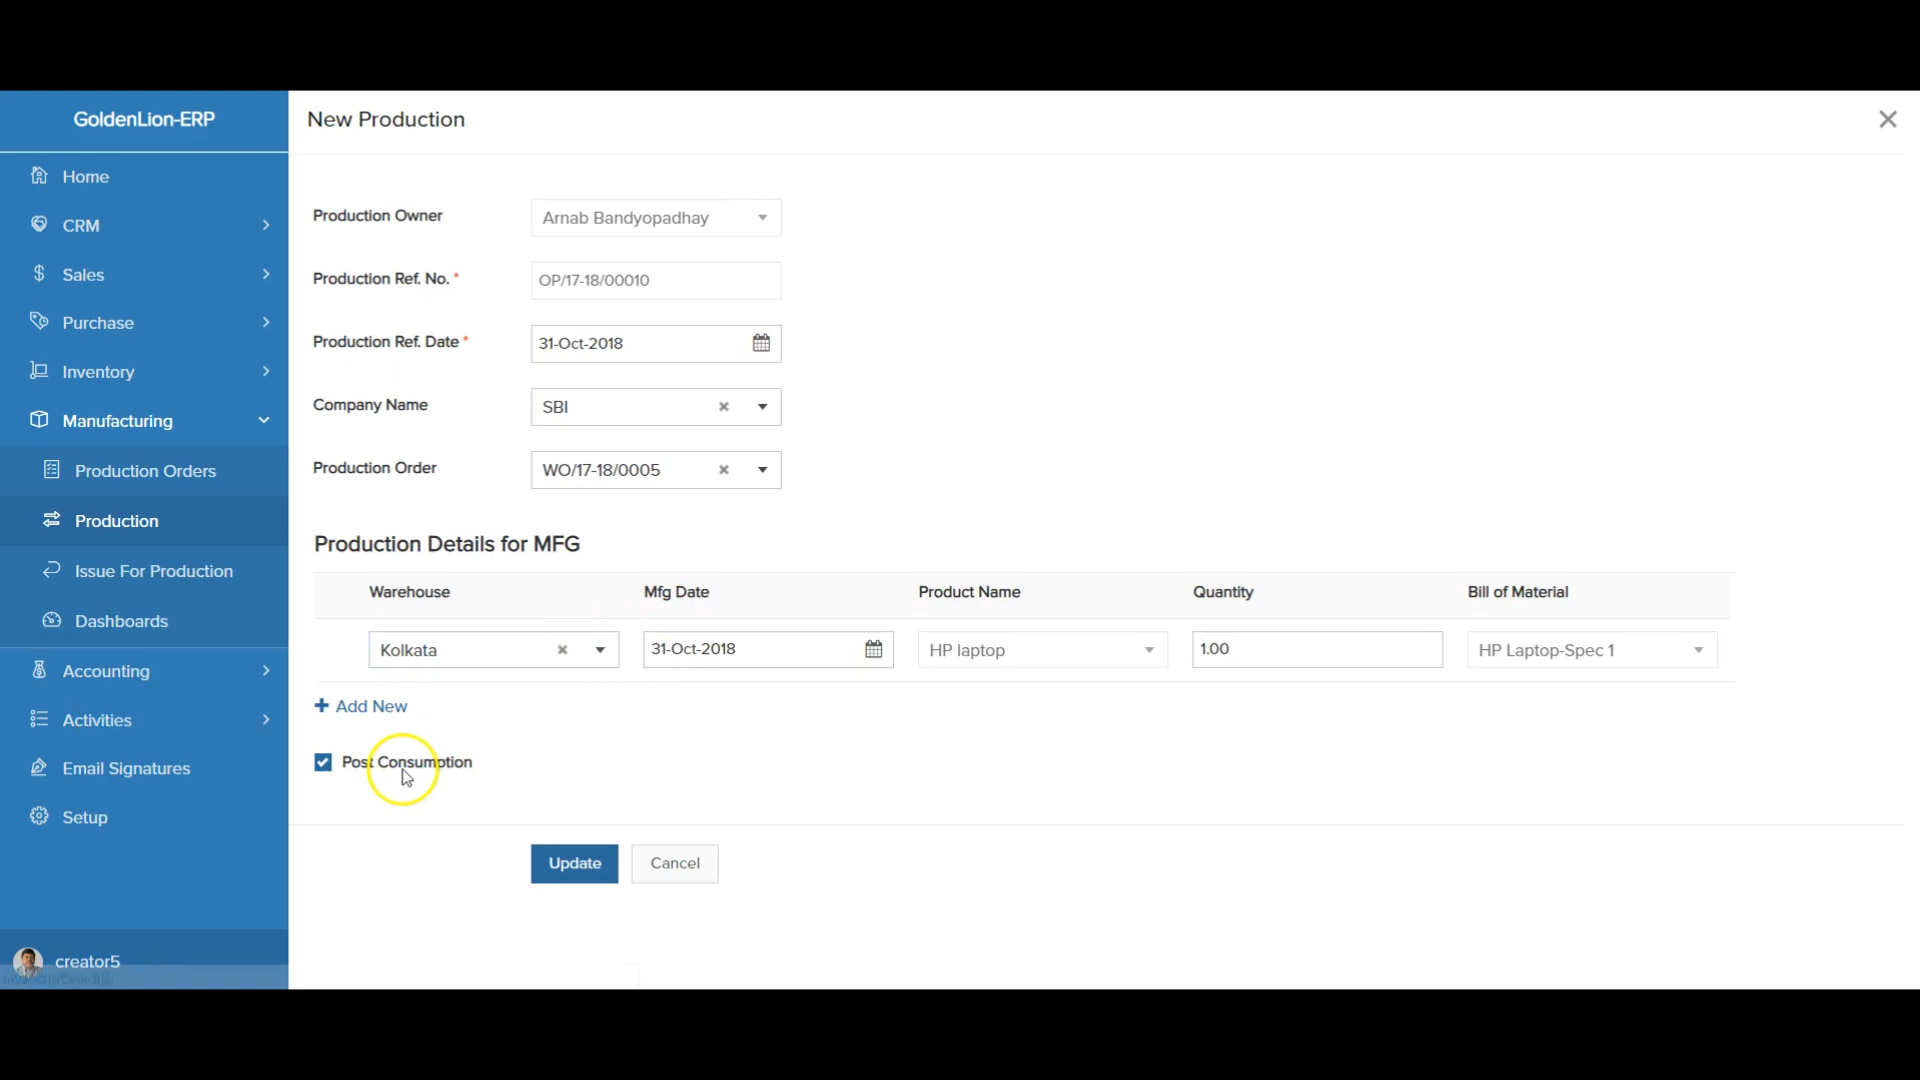 GoldenLion-ERP
Home
CRM
Sales
Purchase
Inventory
Manufacturing
Production Orders
Production
Issue For Production
Dashboards
Accounting
Activities
Email Signatures
Setup
creator5
New Production
Production Owner
Arnab Bandyopadhay
Production Ref. No. *
OP/17-18/00010
Production Ref. Date *
31-Oct-2018
Company Name
SBI
Production Order
WO/17-18/0005
Production Details for MFG
Warehouse Mfg Date Product Name Quantity Bill of Material
Kolkata 31-Oct-2018 HP laptop 1.00 HP Laptop-Spec 1
+ Add New
Post Consumption
Update Cancel